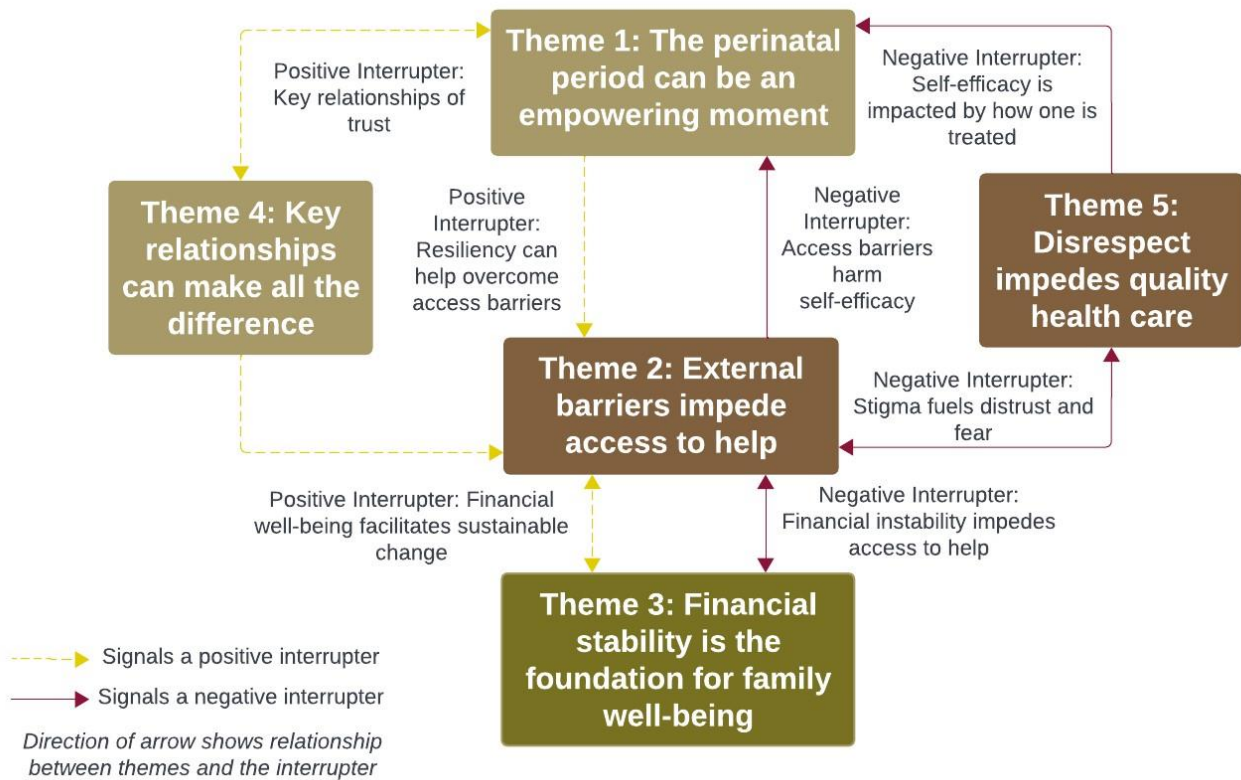 Theme 1: The perinatal
period can be an
empowering moment
Positive Interrupter:
Key relationships of
trust
Negative Interrupter:
Self-efficacy is
impacted by how one is
treated
Theme 4: Key
relationships
can make all the
difference
Positive
Interrupter:
Resiliency can
help overcome
access barriers
Negative
Interrupter:
Access barriers
harm
self-efficacy
Theme 5:
Disrespect
impedes quality
health care
Theme 2: External
barriers impede
access to help
Negative Interrupter:
Stigma fuels distrust and
fear
Positive Interrupter: Financial
well-being facilitates sustainable
change
Negative Interrupter:
Financial instability impedes
access to help
Theme 3: Financial
stability is the
foundation for family
well-being
Signals a positive interrupter
Signals a negative interrupter
Direction of arrow shows relationship
between themes and the interrupter